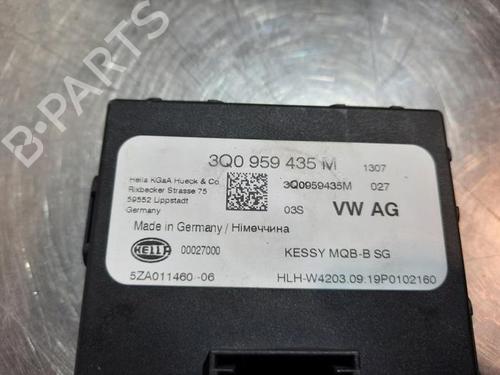 3Q0 959 435 M 1307
Hella KGaA Hueck & Co.
Rixbecker Strasse 75
59552 Lippstadt
Germany
3Q0959435M 027
03S VW AG
Made in Germany / Німеччина
HELLA 00027000 KESSY MQB-B SG
5ZA011460-06 HLH-W4203.09.19P0102160
B-PARTS